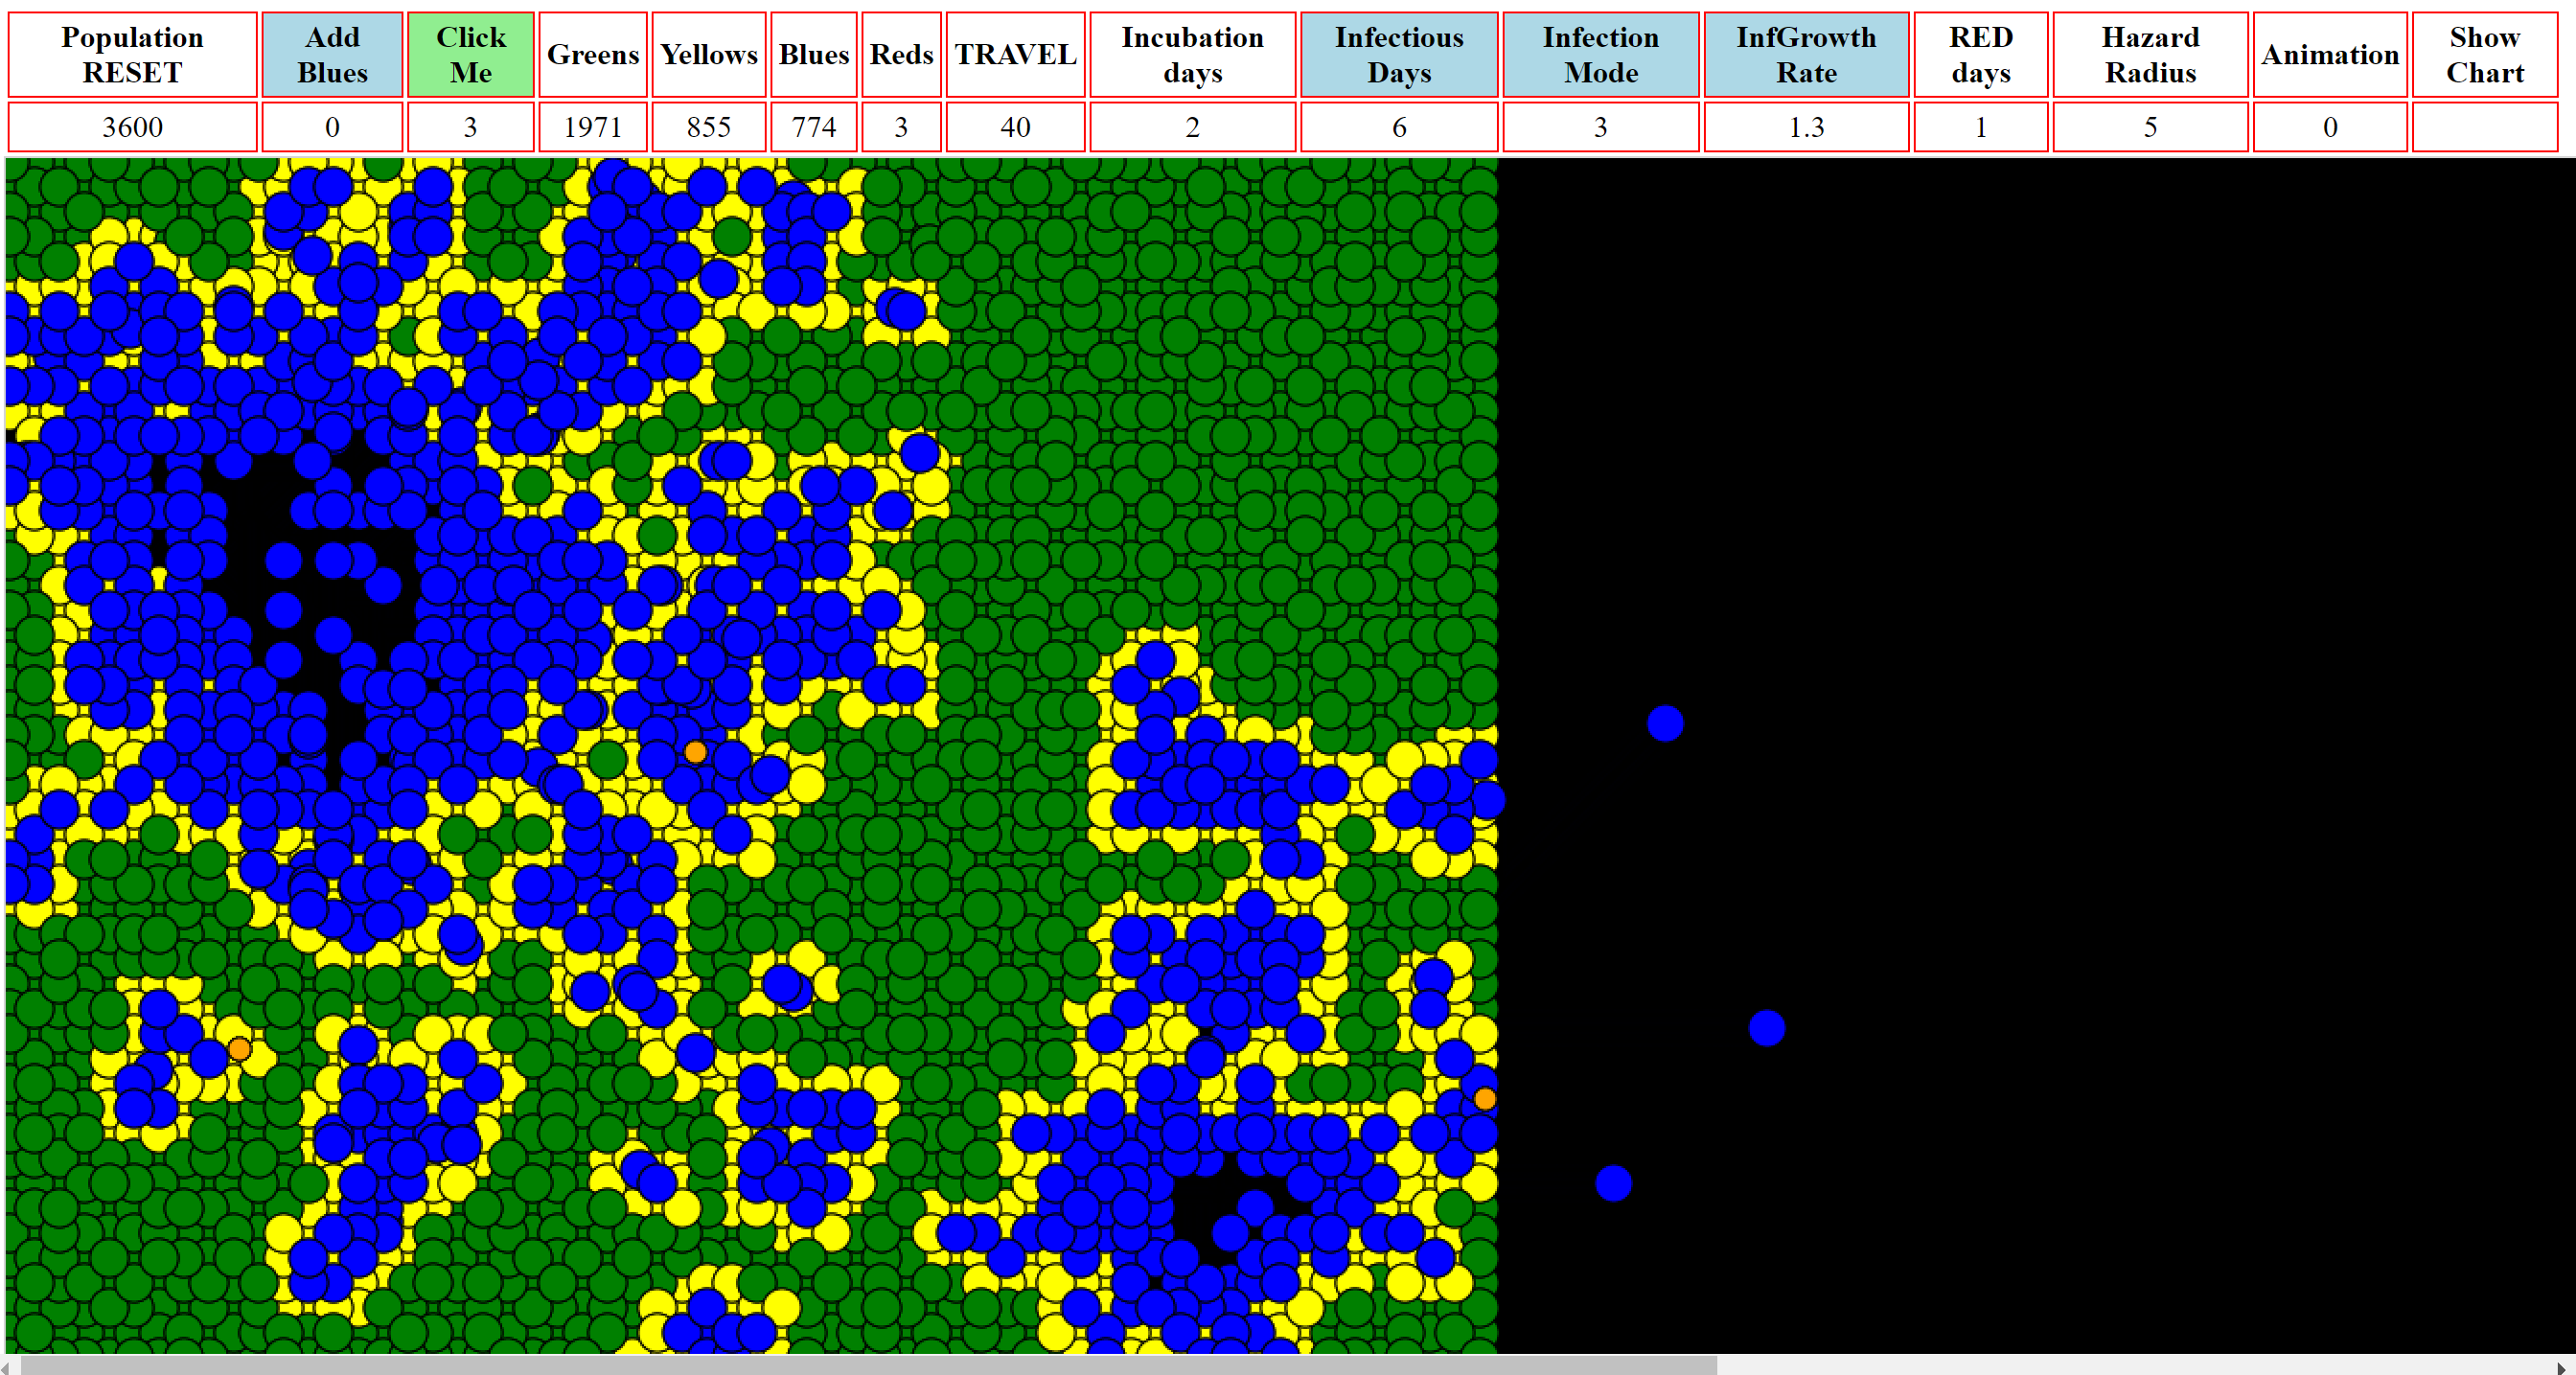 Population RESET Add Blues Click Me Greens Yellows Blues Reds TRAVEL Incubation days Infectious Days Infection Mode InfGrowth Rate RED days Hazard Radius Animation Show Chart
3600 0 3 1971 855 774 3 40 2 6 3 1.3 1 5 0